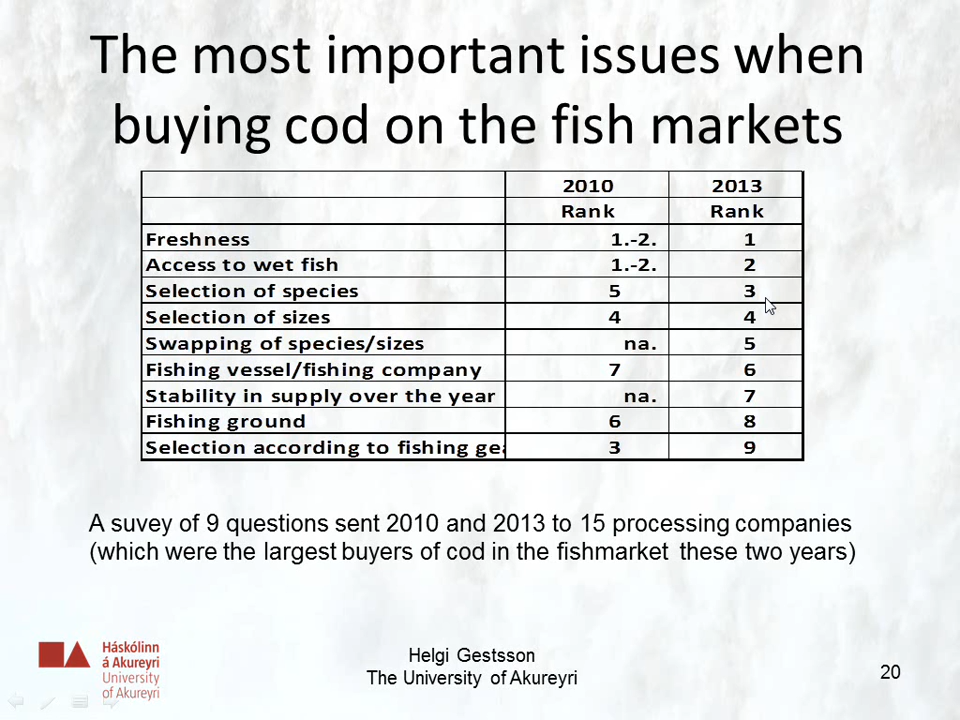 The most important issues when
buying cod on the fish markets
2010 2013
Rank Rank
Freshness 1.-2. 1
Access to wet fish 1.-2. 2
Selection of species 5 3
Selection of sizes 4 4
Swapping of species/sizes na. 5
Fishing vessel/fishing company 7 6
Stability in supply over the year na. 7
Fishing ground 6 8
Selection according to fishing gea 3 9
A suvey of 9 questions sent 2010 and 2013 to 15 processing companies
(which were the largest buyers of cod in the fishmarket these two years)
Háskólinn
á Akureyri
University
of Akureyri
Helgi Gestsson
The University of Akureyri
20